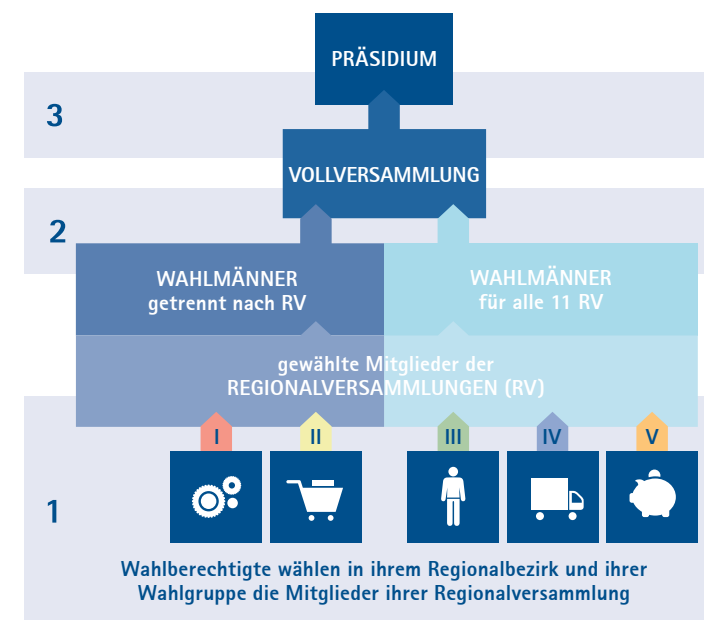 PRÄSIDIUM
3
VOLLVERSAMMLUNG
2
WAHLMÄNNER
getrennt nach RV
WAHLMÄNNER
für alle 11 RV
gewählte Mitglieder der
REGIONALVERSAMMLUNGEN (RV)
I II III IV V
1
Wahlberechtigte wählen in ihrem Regionalbezirk und ihrer
Wahlgruppe die Mitglieder ihrer Regionalversammlung